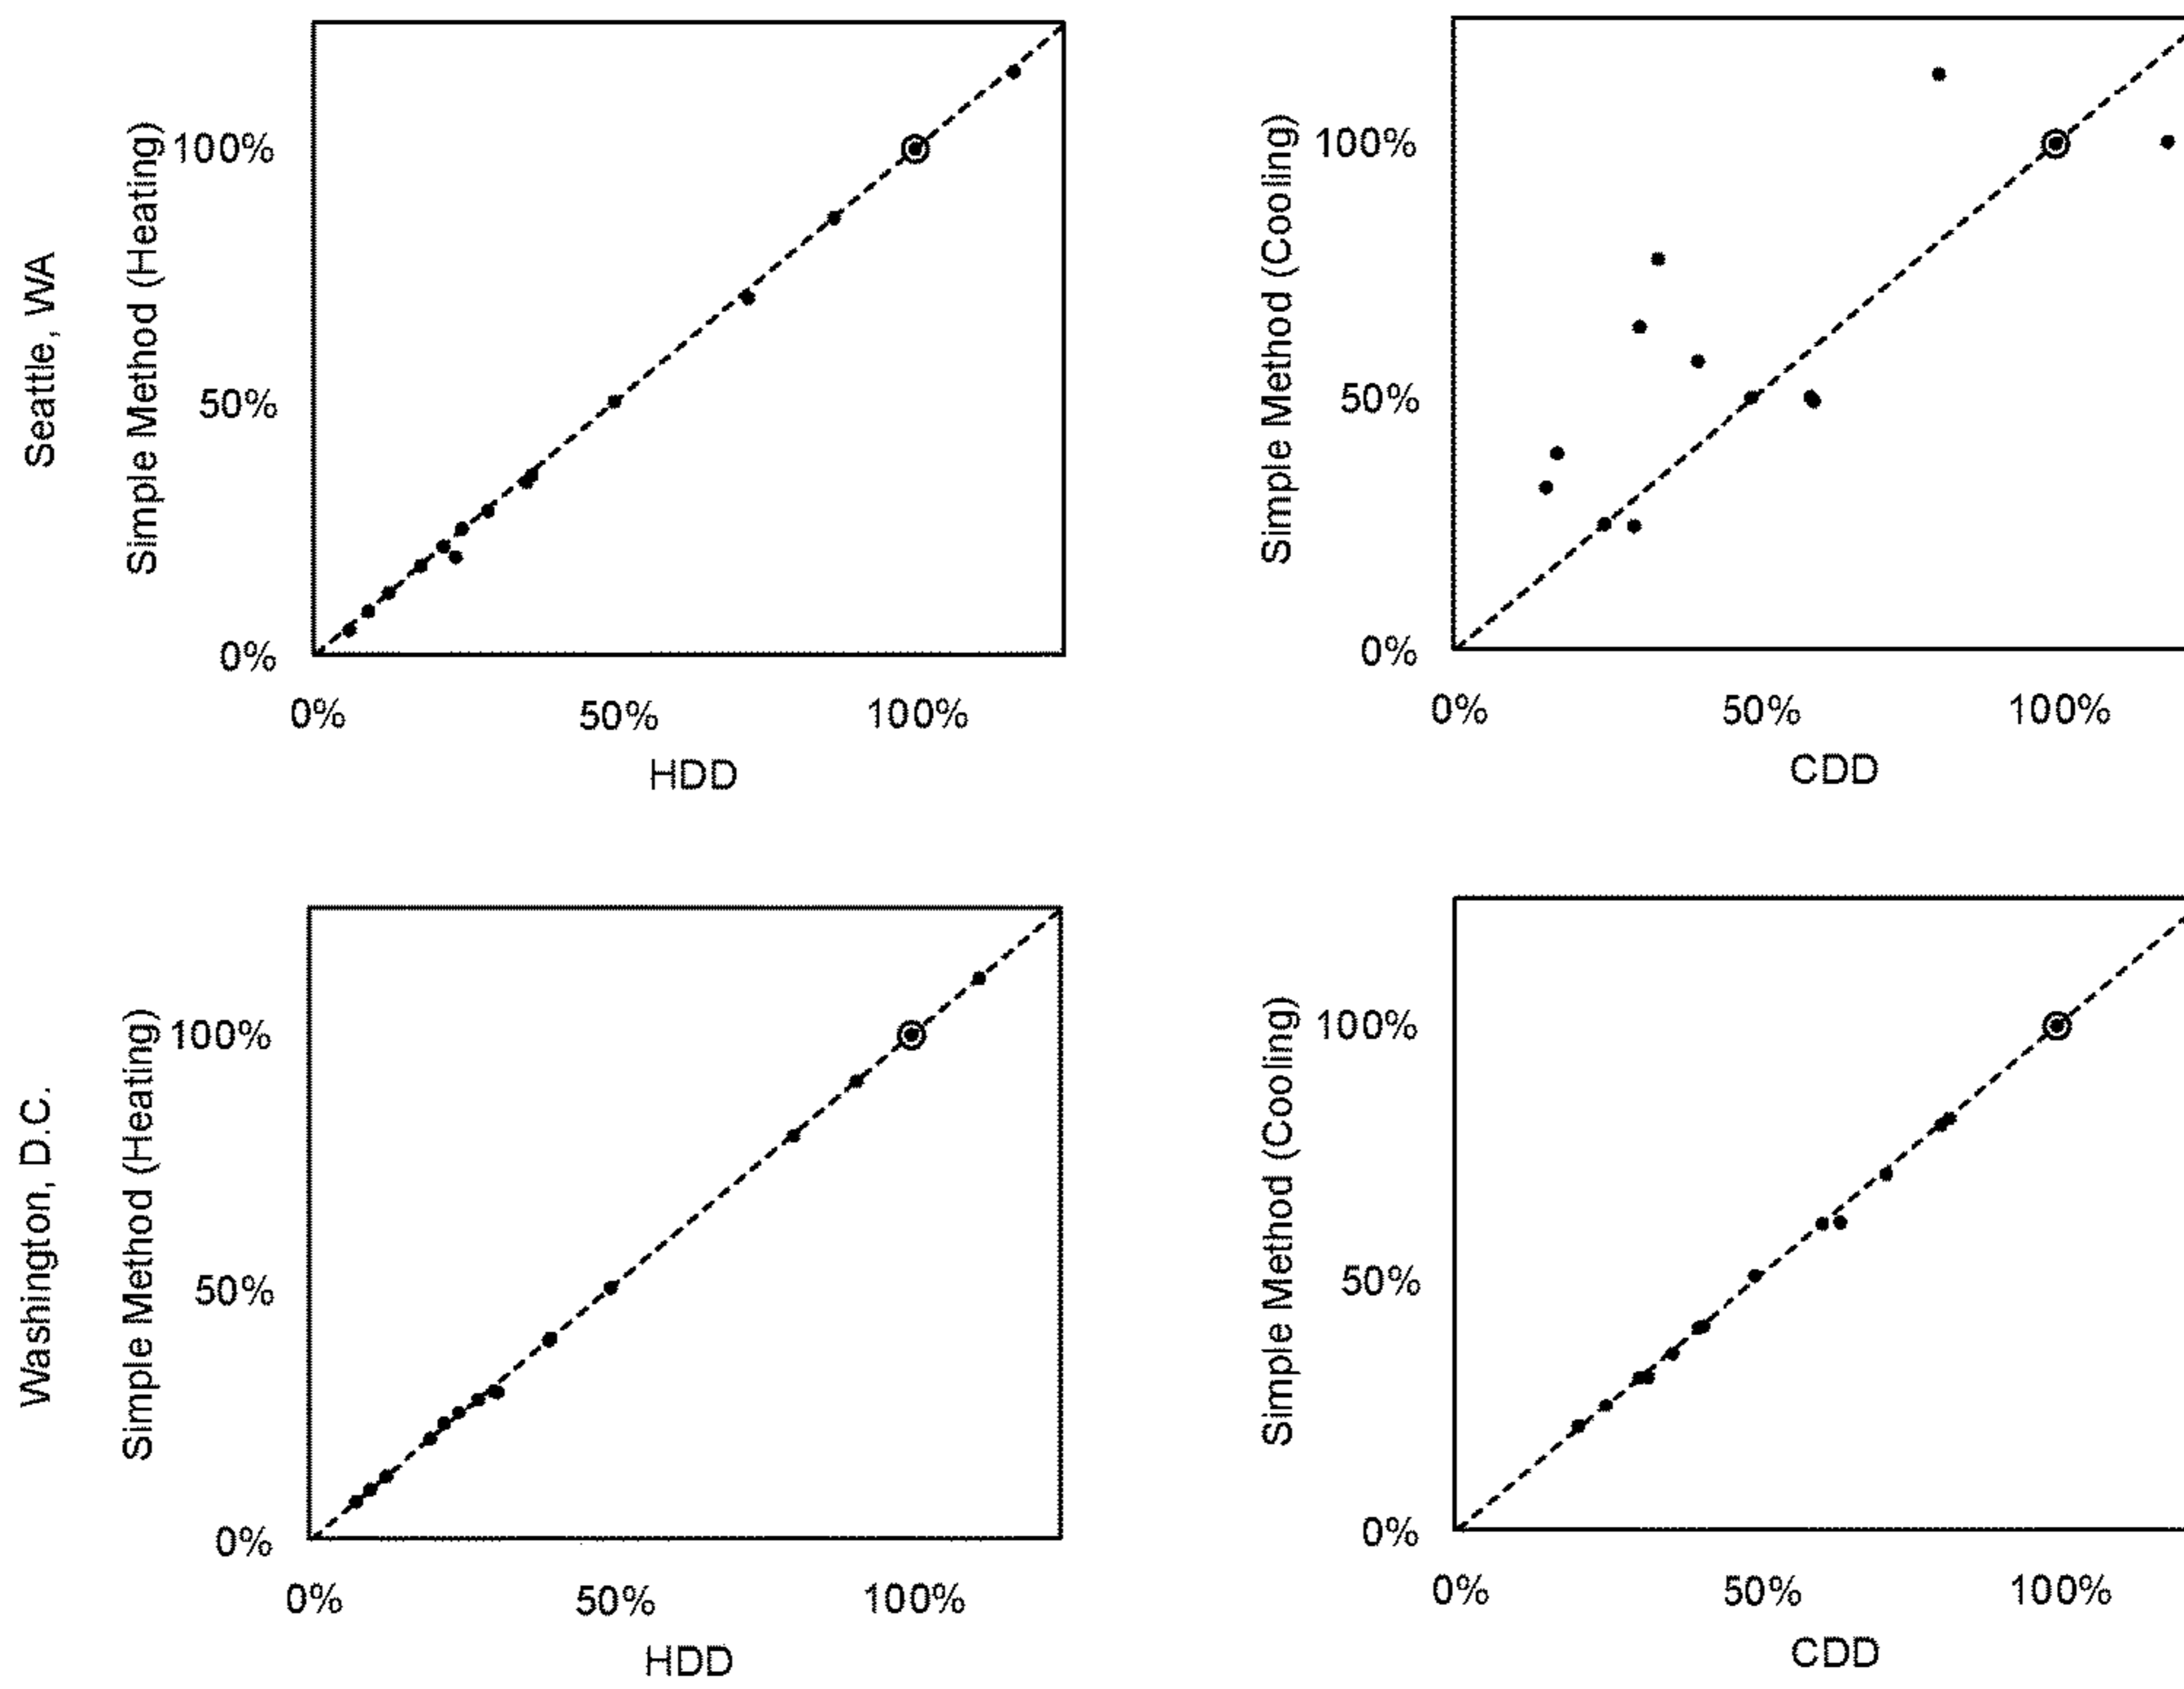 Seattle, WA
Simple Method (Heating)
100%
50%
0%
0% 50% 100%
HDD
Simple Method (Cooling)
100%
50%
0%
0% 50% 100%
CDD
Washington, D.C.
Simple Method (Heating)
100%
50%
0%
0% 50% 100%
HDD
Simple Method (Cooling)
100%
50%
0%
0% 50% 100%
CDD